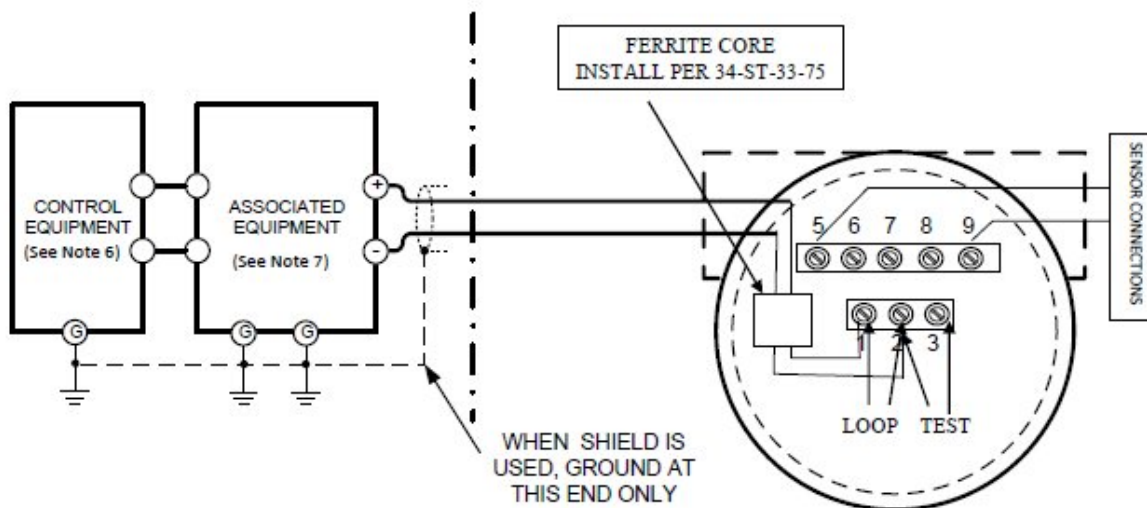 FERRITE CORE
INSTALL PER 34-ST-33-75
CONTROL
EQUIPMENT
(See Note 6)
ASSOCIATED
EQUIPMENT
(See Note 7)
+
-
G
G
G
WHEN SHIELD IS
USED, GROUND AT
THIS END ONLY
5 6 7 8 9
1 2 3
LOOP TEST
SENSOR CONNECTIONS